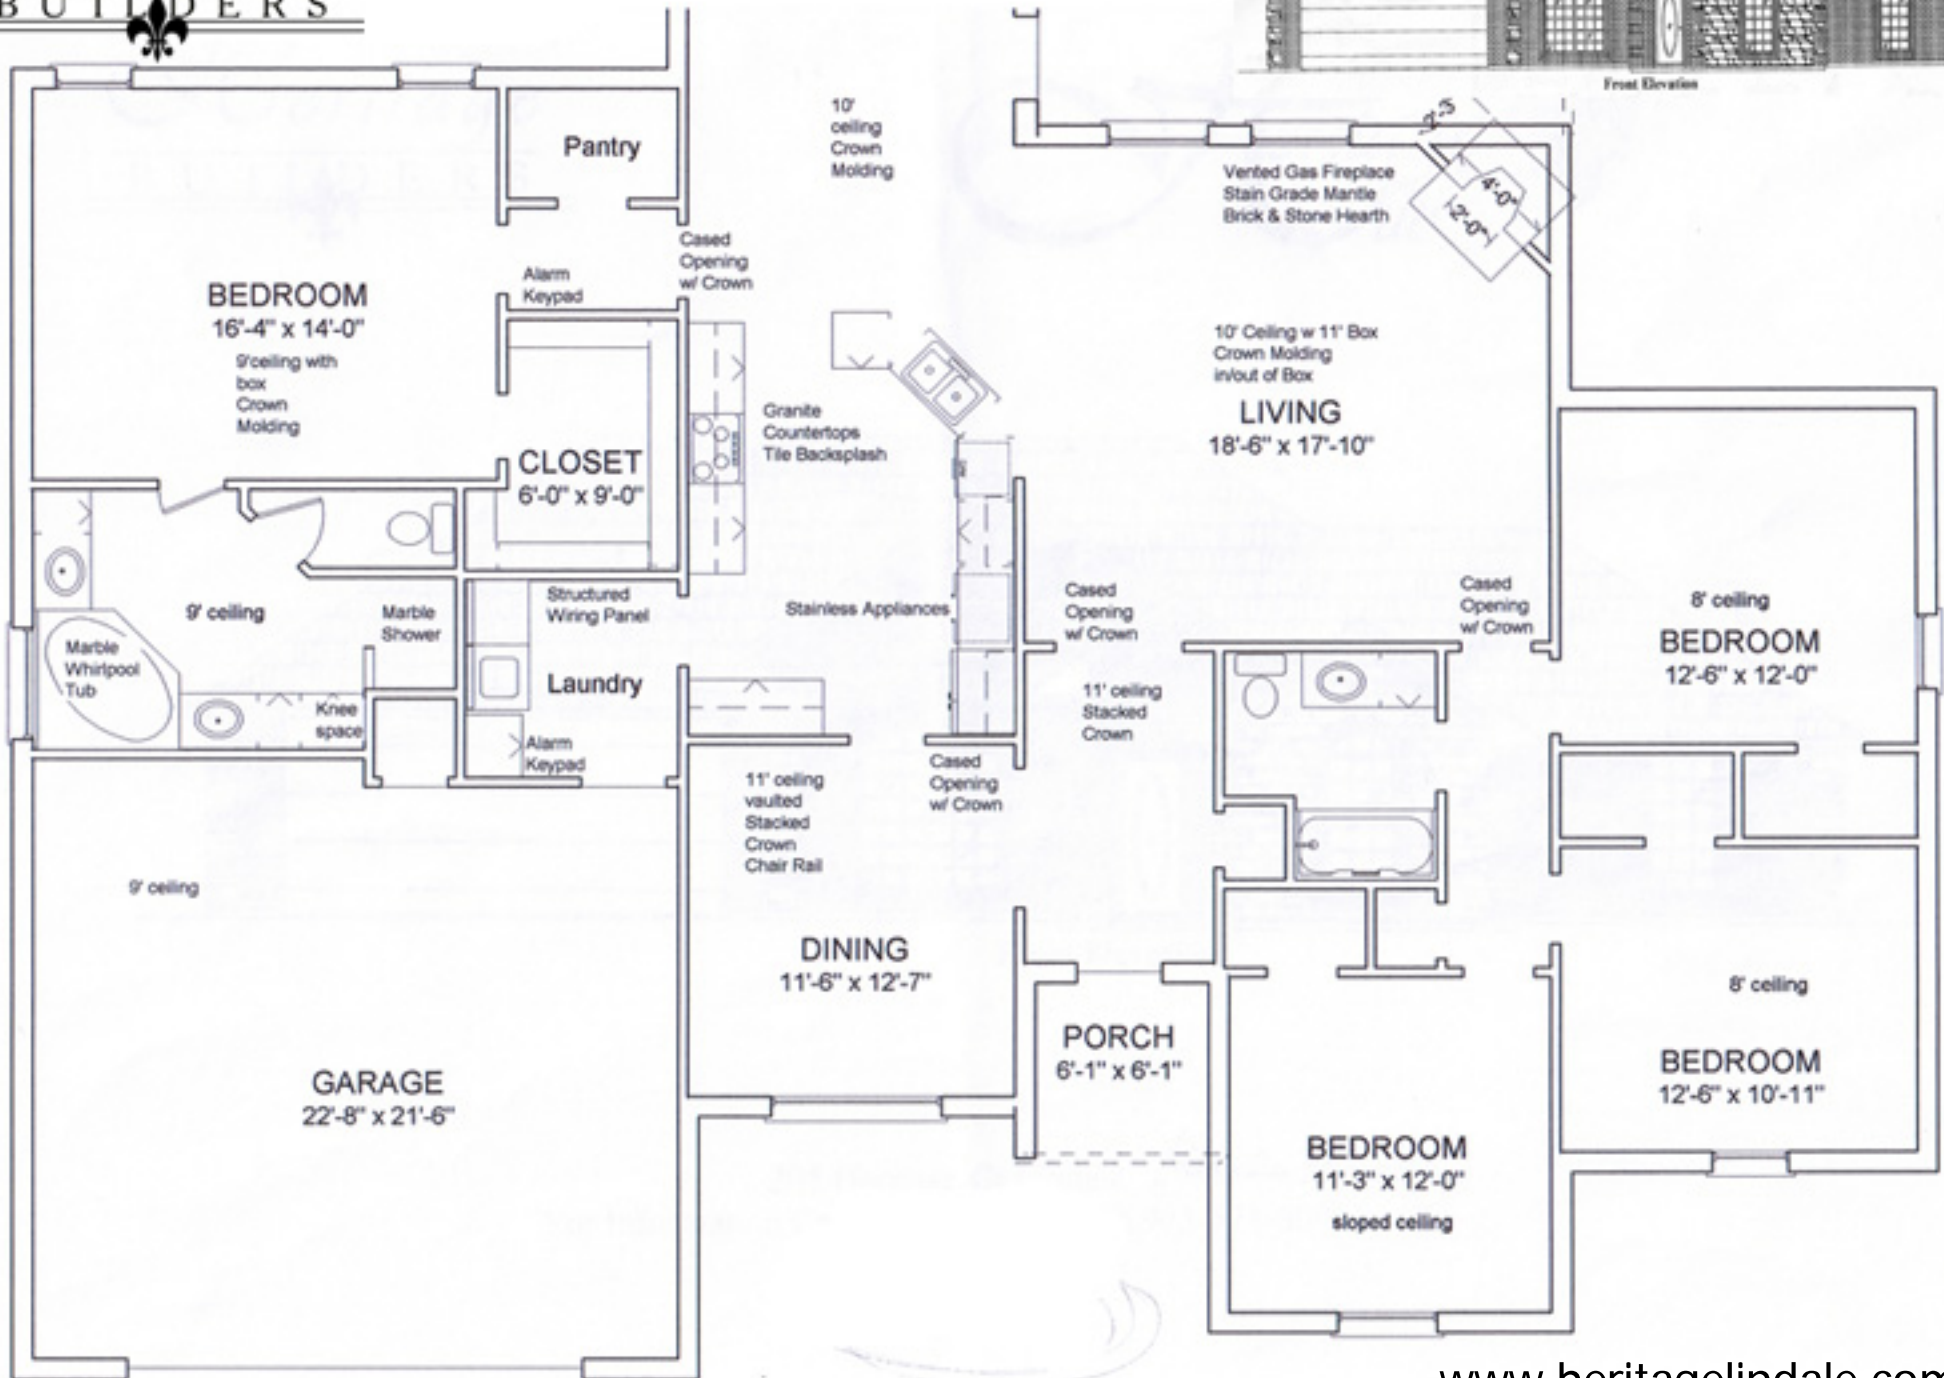 BUILDERS
Front Elevation
Pantry
10'
ceiling
Crown
Molding
2'-3
4'-0"
2'-0"
Vented Gas Fireplace
Stain Grade Mantle
Brick & Stone Hearth
Cased
Opening
w/ Crown
Alarm
Keypad
BEDROOM
16'-4" x 14'-0"
9'ceiling with
box
Crown
Molding
10' Ceiling w 11' Box
Crown Molding
in/out of Box
LIVING
18'-6" x 17'-10"
Granite
Countertops
Tile Backsplash
CLOSET
6'-0" x 9'-0"
9' ceiling
Marble
Shower
Structured
Wiring Panel
Stainless Appliances
Cased
Opening
w/ Crown
Cased
Opening
w/ Crown
8' ceiling
BEDROOM
12'-6" x 12'-0"
Marble
Whirlpool
Tub
Knee
space
Laundry
Alarm
Keypad
11' ceiling
Stacked
Crown
Cased
Opening
w/ Crown
11' ceiling
vaulted
Stacked
Crown
Chair Rail
9' ceiling
DINING
11'-6" x 12'-7"
8' ceiling
BEDROOM
12'-6" x 10'-11"
PORCH
6'-1" x 6'-1"
GARAGE
22'-8" x 21'-6"
BEDROOM
11'-3" x 12'-0"
sloped ceiling
www.heritagelindale.com